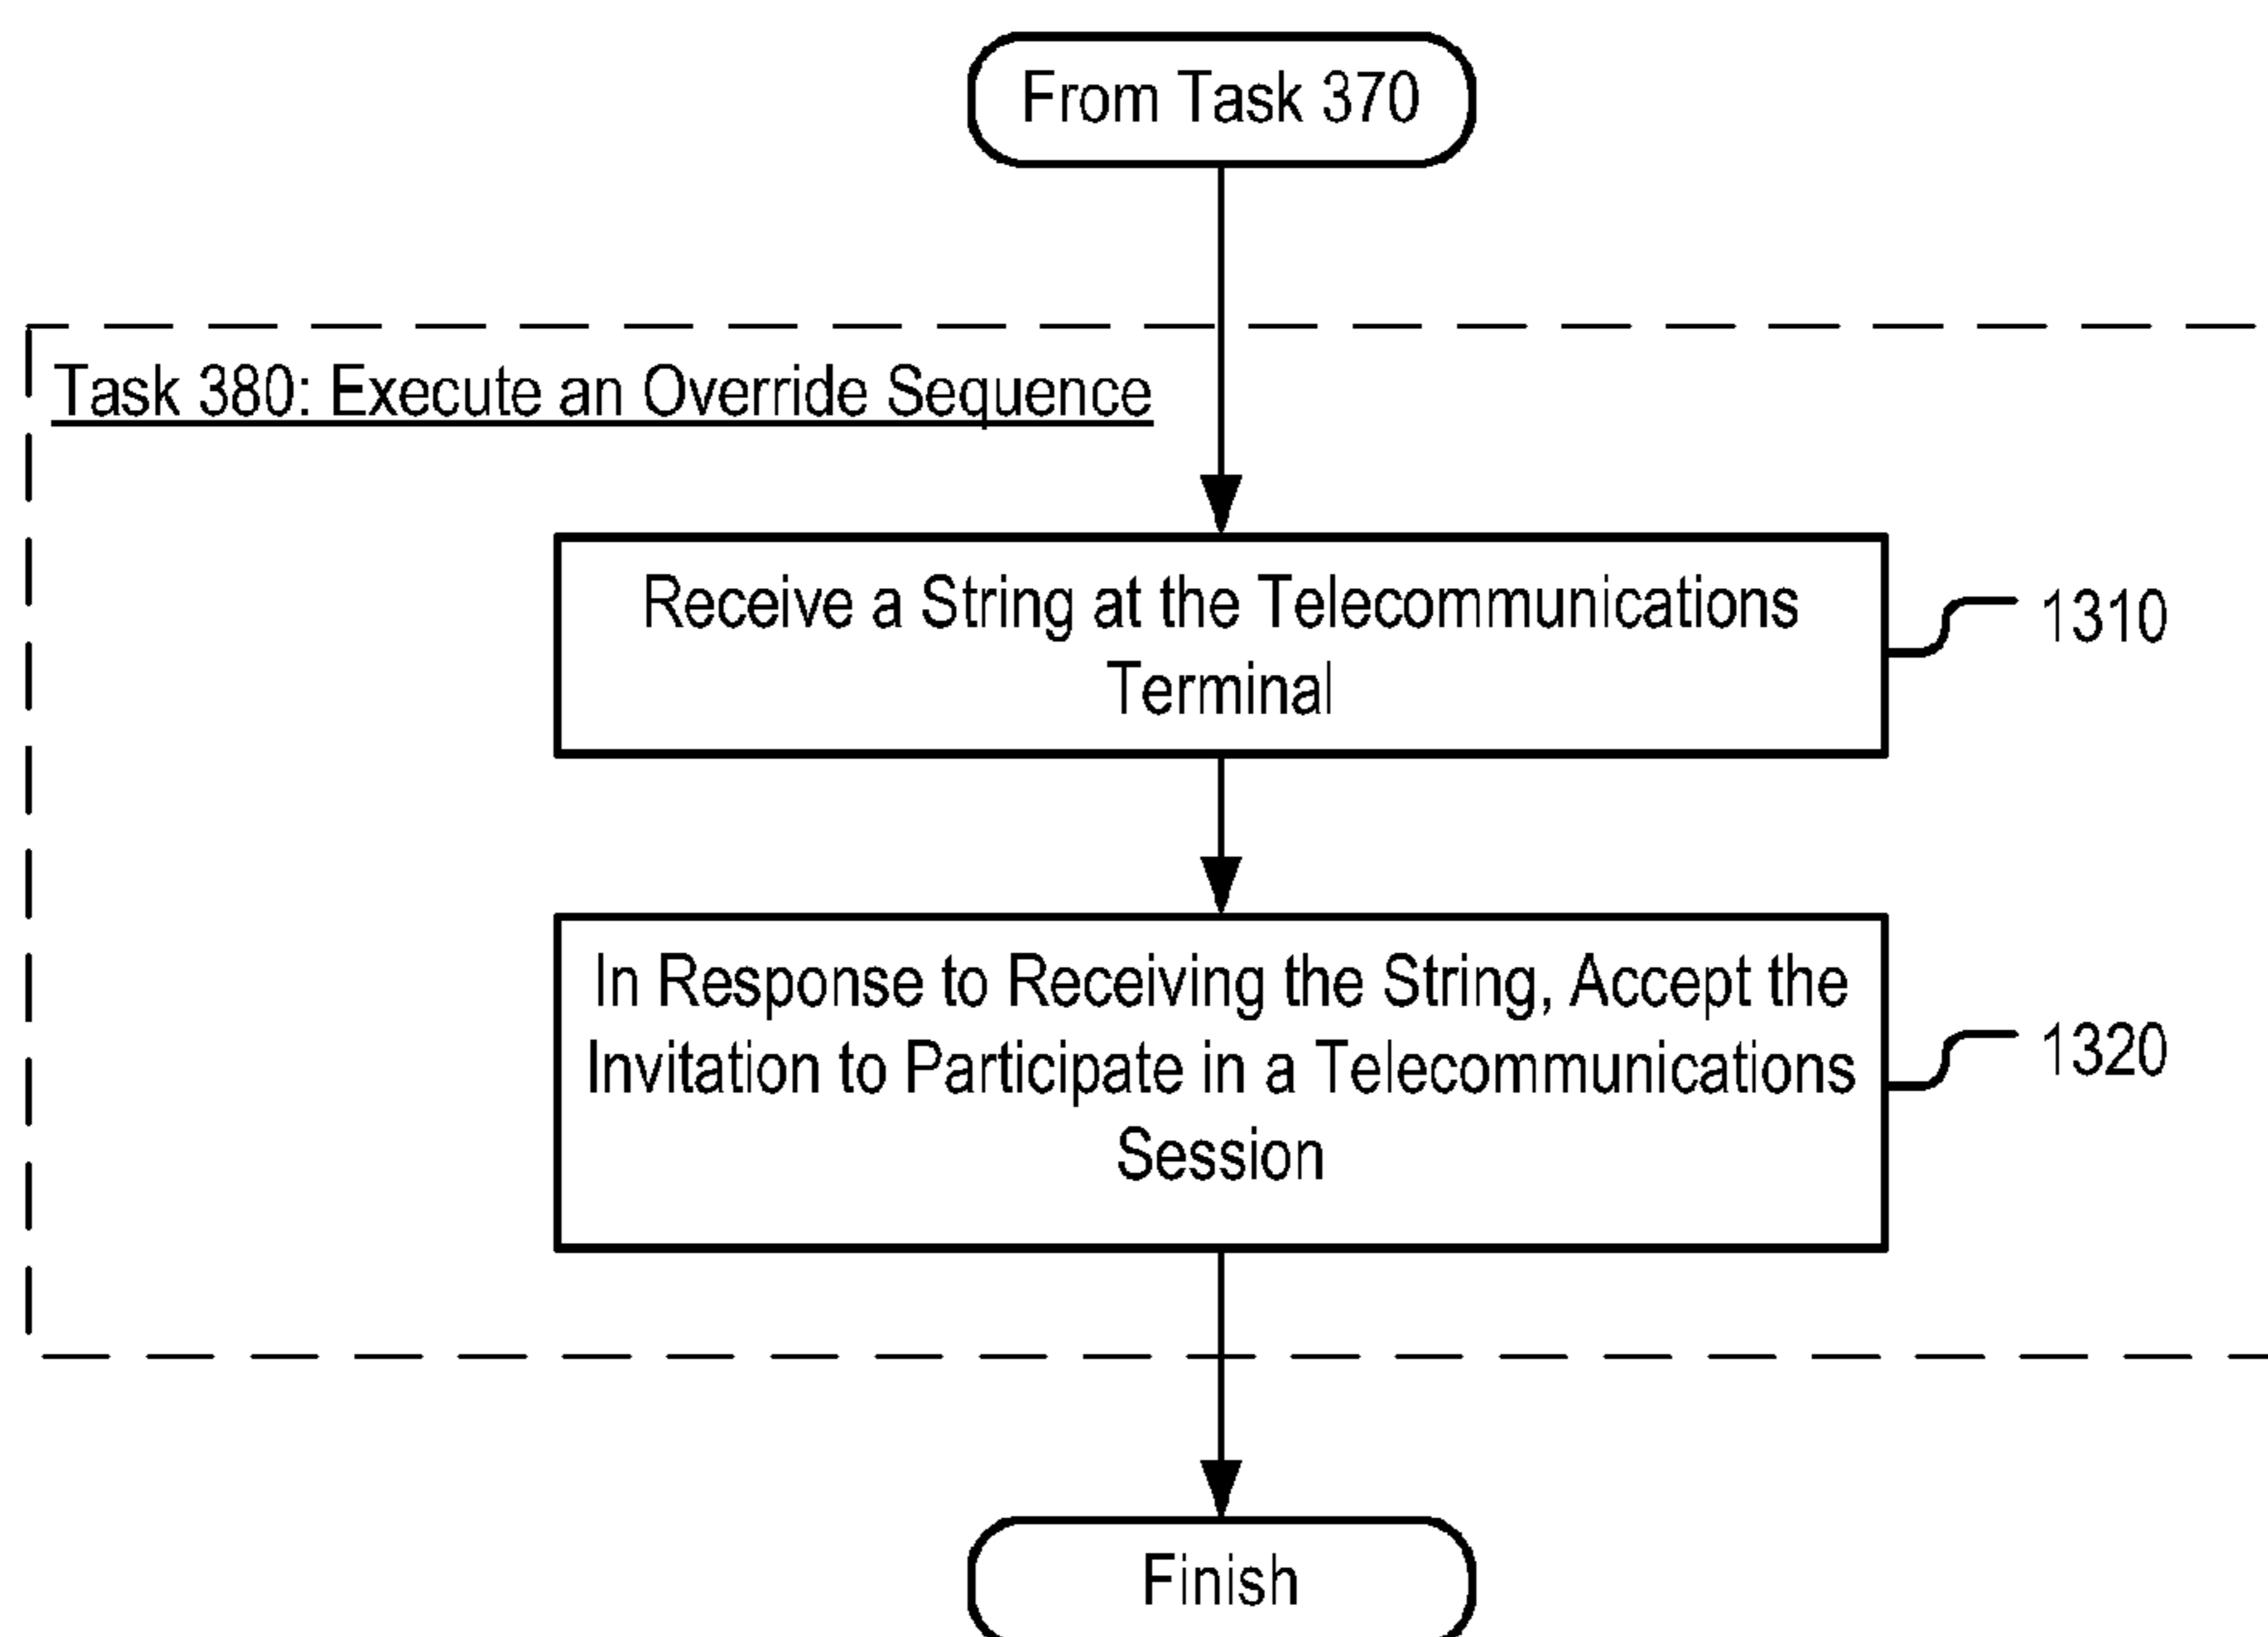 From Task 370
Task 380: Execute an Override Sequence
Receive a String at the Telecommunications
Terminal
1310
In Response to Receiving the String, Accept the
Invitation to Participate in a Telecommunications
Session
1320
Finish